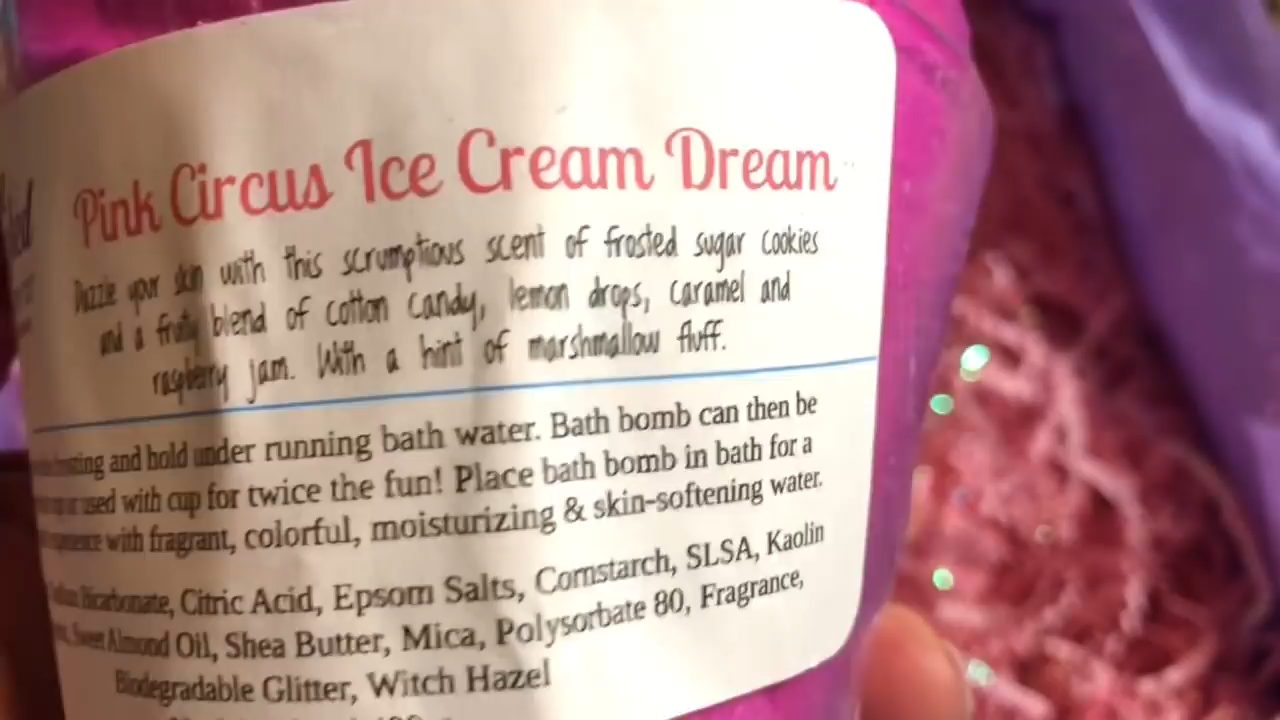 Pink Circus Ice Cream Dream
Dazzle your skin with this scrumptious scent of frosted sugar cookies
and a fruity blend of cotton candy, lemon drops, caramel and
raspberry jam. With a hint of marshmallow fluff.
and hold under running bath water. Bath bomb can then be
used with cup for twice the fun! Place bath bomb in bath for a
with fragrant, colorful, moisturizing & skin-softening water.
Bicarbonate, Citric Acid, Epsom Salts, Cornstarch, SLSA, Kaolin
Sweet Almond Oil, Shea Butter, Mica, Polysorbate 80, Fragrance,
Biodegradable Glitter, Witch Hazel